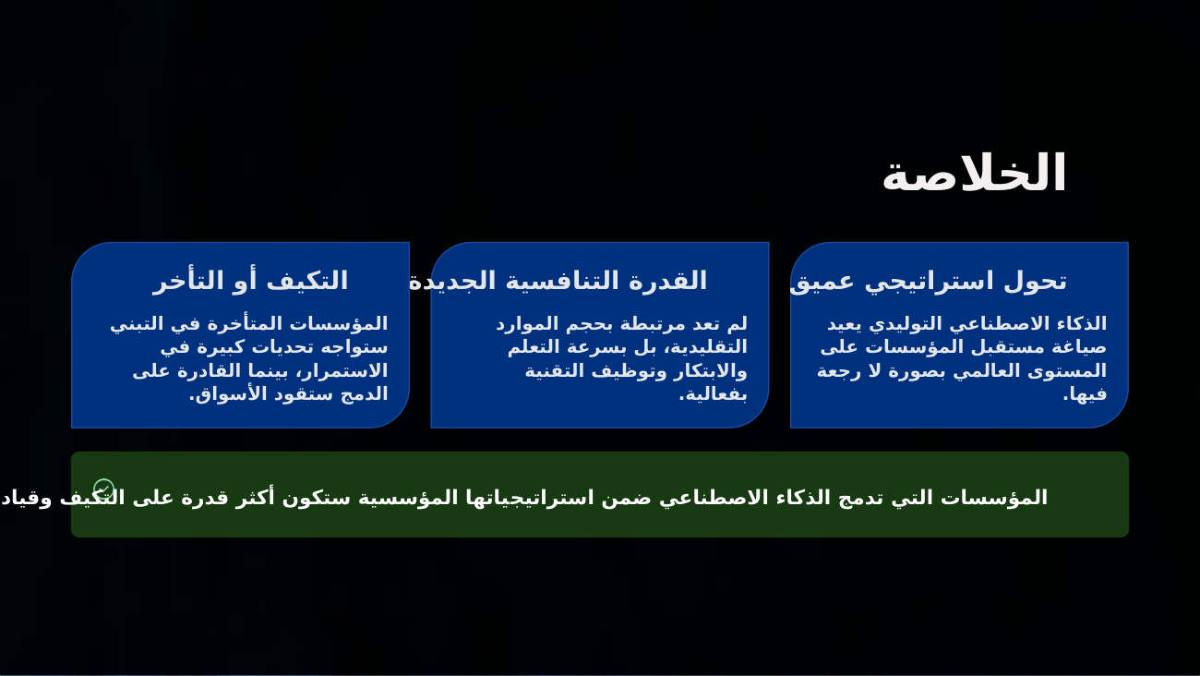 الخلاصة
تحول استراتيجي عميق
الذكاء الاصطناعي التوليدي يعيد
صياغة مستقبل المؤسسات على
المستوى العالمي بصورة لا رجعة
فيها.
القدرة التنافسية الجديدة
لم تعد مرتبطة بحجم الموارد
التقليدية، بل بسرعة التعلم
والابتكار وتوظيف التقنية
بفعالية.
التكيف أو التأخر
المؤسسات المتأخرة في التبني
ستواجه تحديات كبيرة في
الاستمرار، بينما القادرة على
الدمج ستقود الأسواق.
المؤسسات التي تدمج الذكاء الاصطناعي ضمن استراتيجياتها المؤسسية ستكون أكثر قدرة على التكيف